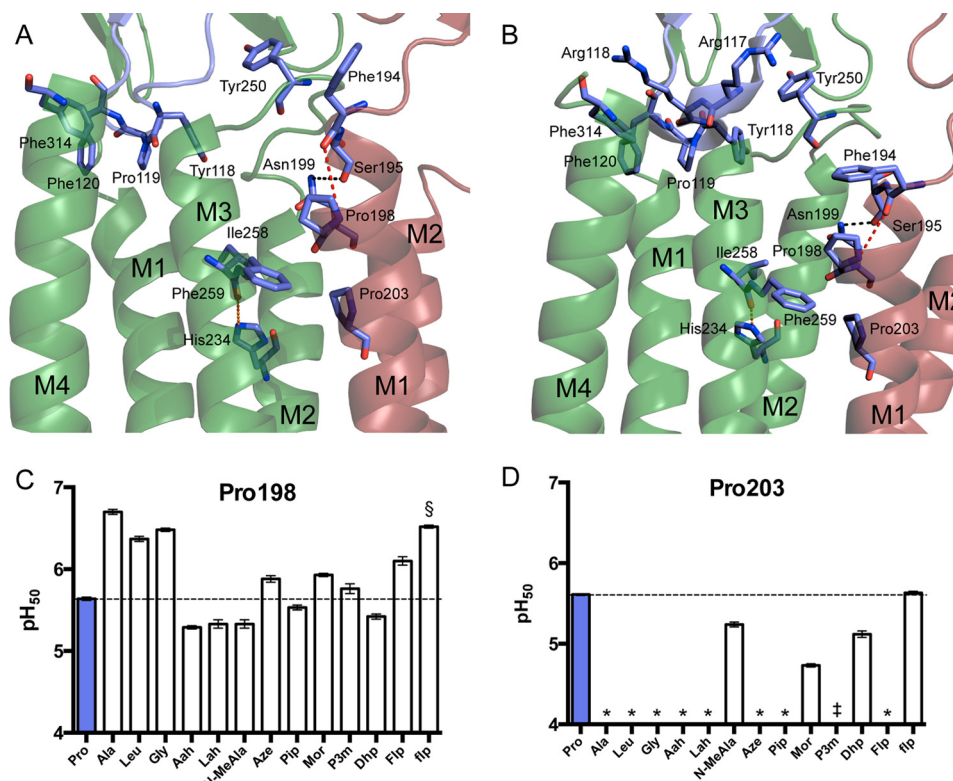 A
Tyr250
Phe194
Phe314
Phe120
Pro119
Tyr118
Asn199
Ser195
M3
Pro198
M2
Ile258
M1
Phe259
Pro203
His234
M4
M2
M1
B
Arg118
Arg117
Tyr250
Phe314
Tyr118
Phe120
Phe194
Pro119
Asn199
M3
Ser195
Ile258
Pro198
M1
M2
Phe259
His234
Pro203
M4
M2
M1
C
Pro198
7
§
6
pH50
5
4
Pro Ala Leu Gly Aah Lah N-MeAla Aze Pip Mor P3m Dhp Flp flp
D
Pro203
7
6
pH50
5
* * * * * * * ‡ *
4
Pro Ala Leu Gly Aah Lah N-MeAla Aze Pip Mor P3m Dhp Flp flp